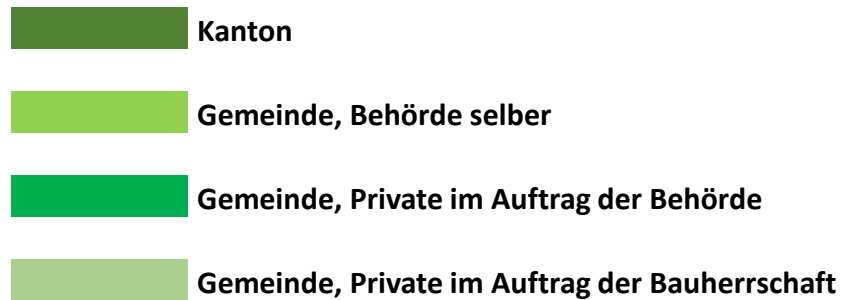 Kanton
Gemeinde, Behörde selber
Gemeinde, Private im Auftrag der Behörde
Gemeinde, Private im Auftrag der Bauherrschaft